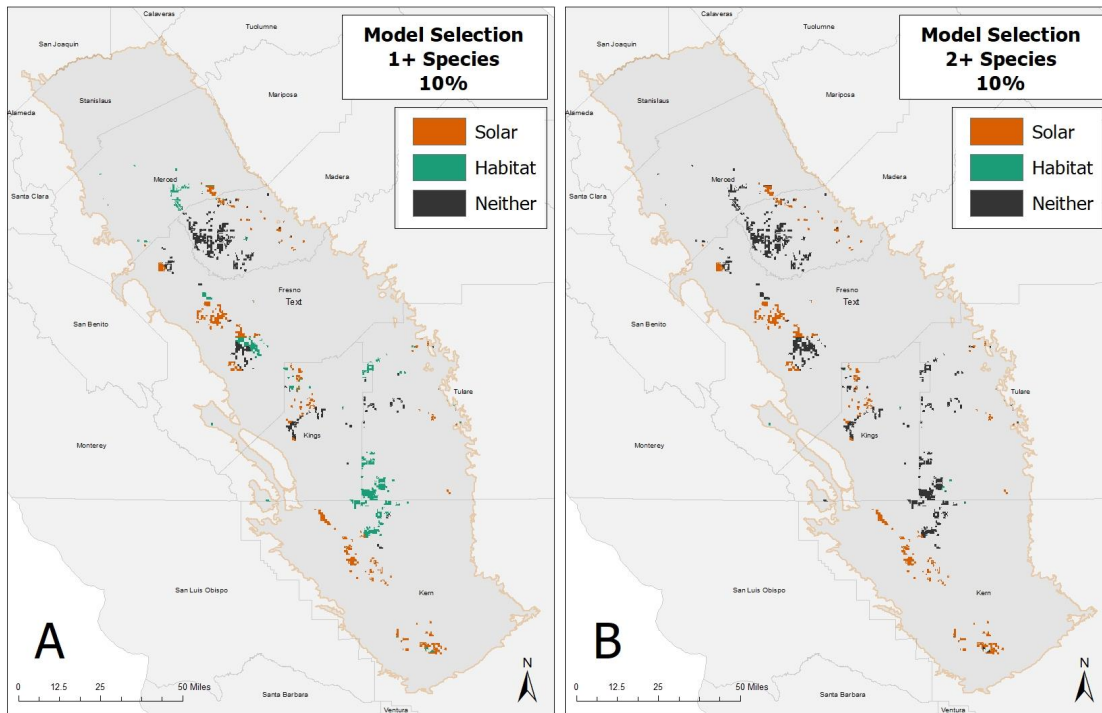 Calaveras
Tuolumne
San Joaquin
Model Selection
1+ Species
10%
Stanislaus
Mariposa
Alameda
Solar
Habitat
Neither
Merced
Madera
Santa Clara
Fresno
Text
San Benito
Tulare
Monterey
Kings
San Luis Obispo
Kern
A
N
0 12.5 25 50 Miles
Santa Barbara
Ventura
Calaveras
Tuolumne
San Joaquin
Model Selection
2+ Species
10%
Stanislaus
Mariposa
Alameda
Solar
Habitat
Neither
Merced
Madera
Santa Clara
Fresno
Text
San Benito
Tulare
Monterey
Kings
San Luis Obispo
Kern
B
N
0 12.5 25 50 Miles
Santa Barbara
Ventura